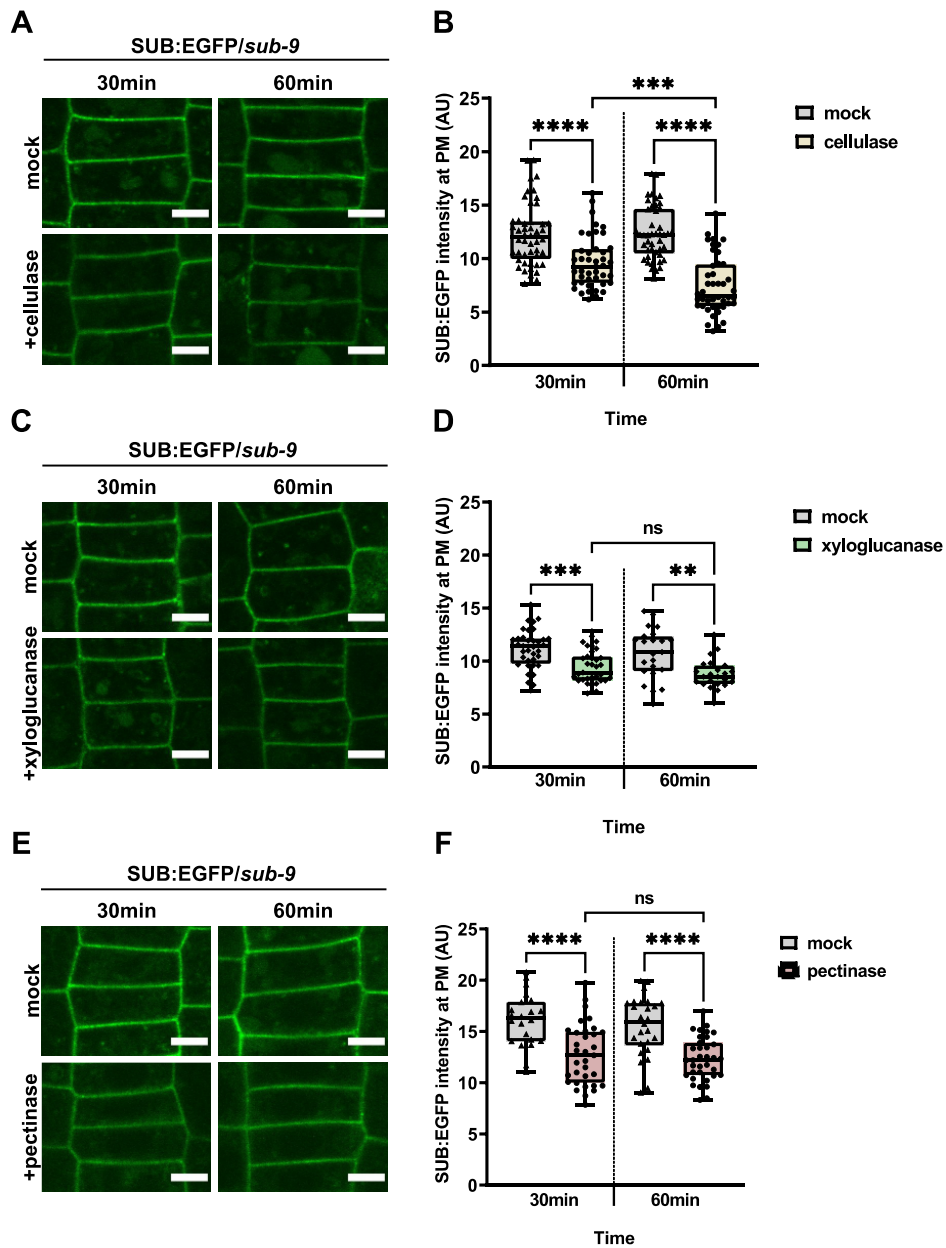 A
SUB:EGFP/sub-9
30min 60min
mock
+cellulase
B
SUB:EGFP intensity at PM (AU)
25
20
15
10
5
0
***
**** ****
30min 60min
Time
mock
cellulase
C
SUB:EGFP/sub-9
30min 60min
mock
+xyloglucanase
D
SUB:EGFP intensity at PM (AU)
25
20
15
10
5
0
ns
*** **
30min 60min
Time
mock
xyloglucanase
E
SUB:EGFP/sub-9
30min 60min
mock
+pectinase
F
SUB:EGFP intensity at PM (AU)
25
20
15
10
5
0
ns
**** ****
30min 60min
Time
mock
pectinase